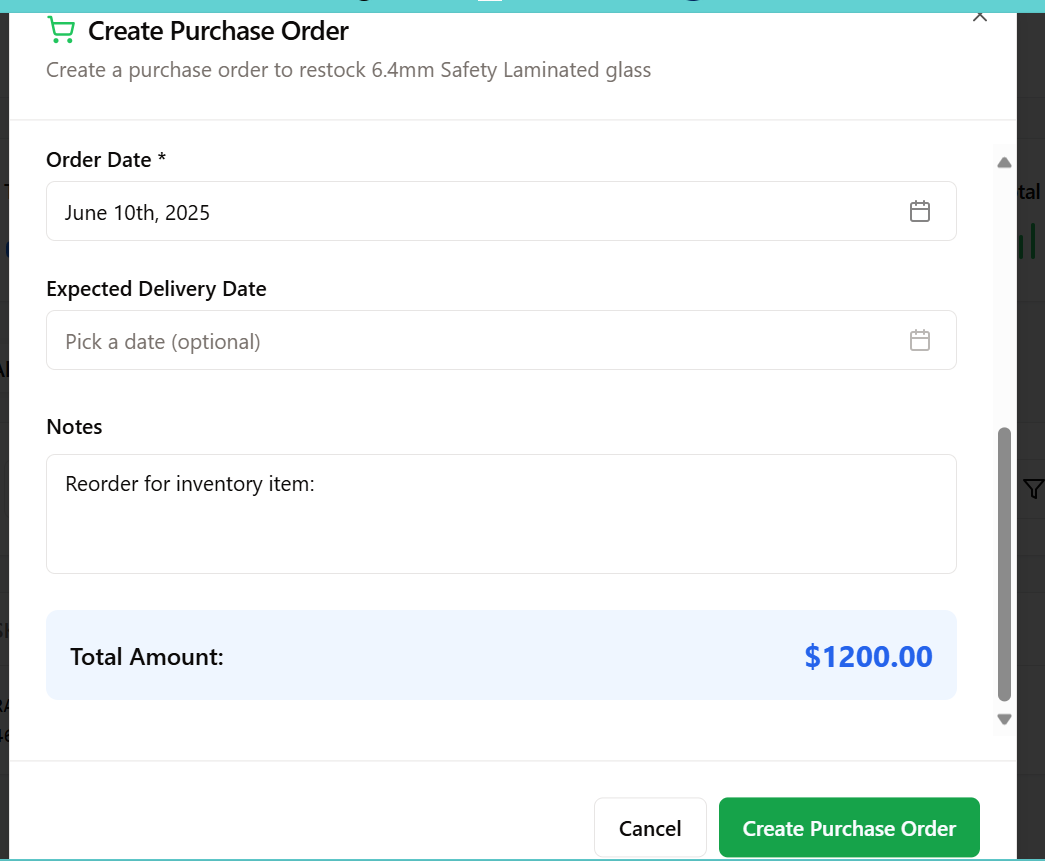 Create Purchase Order
Create a purchase order to restock 6.4mm Safety Laminated glass
Order Date *
June 10th, 2025
Expected Delivery Date
Pick a date (optional)
Notes
Reorder for inventory item:
Total Amount:
$1200.00
Cancel
Create Purchase Order